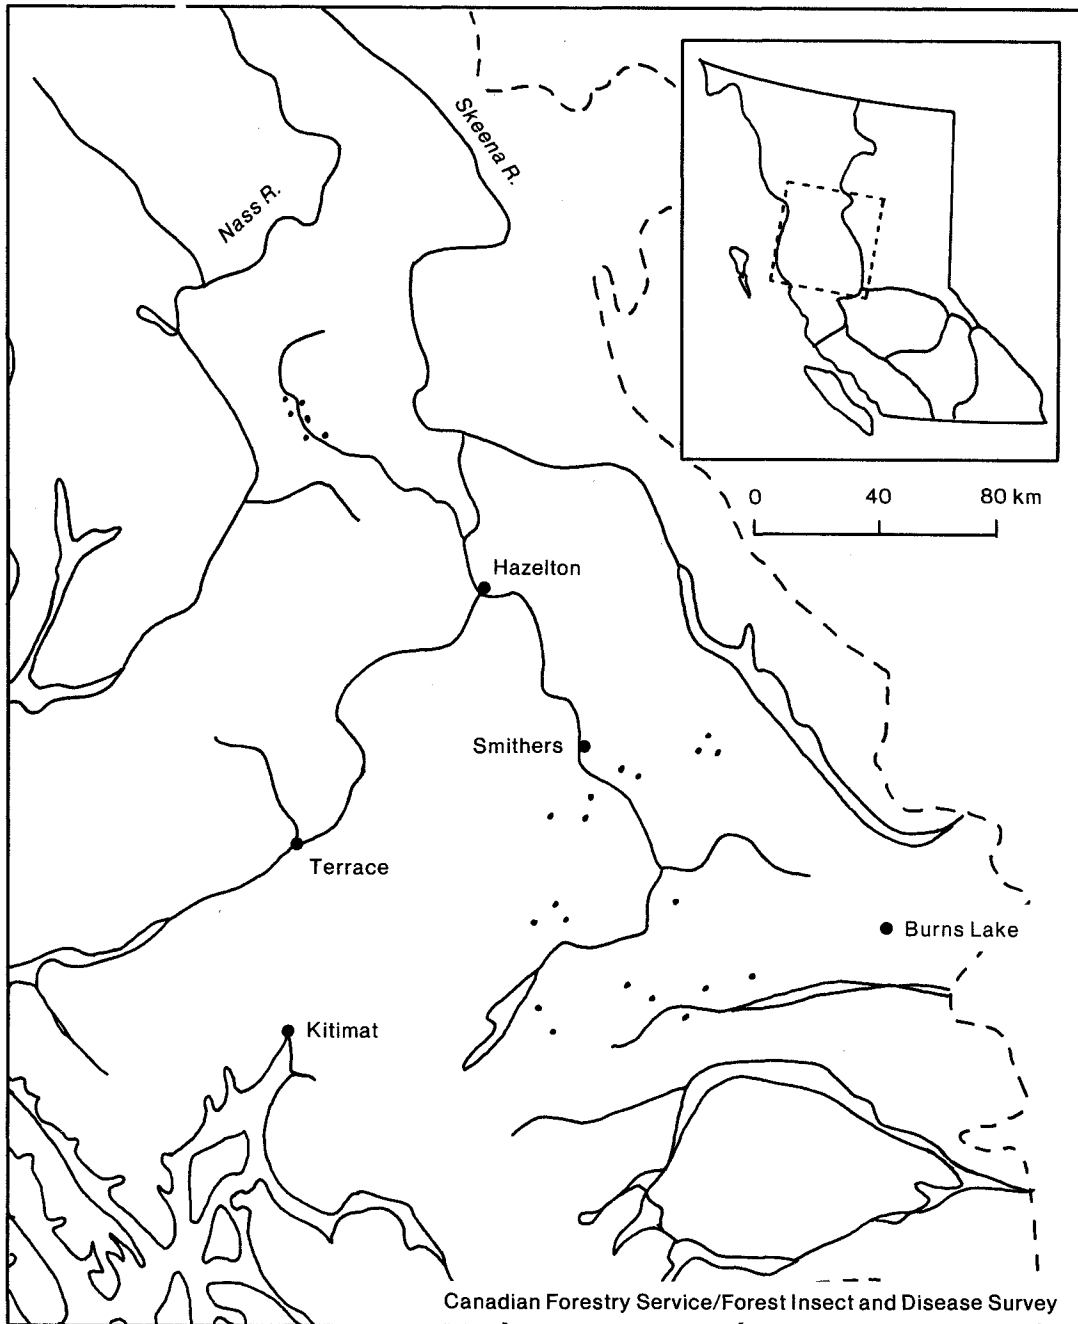 Skeena R.
Nass R.
0 40 80 km
Hazelton
Smithers
Terrace
Burns Lake
Kitimat
Canadian Forestry Service/Forest Insect and Disease Survey